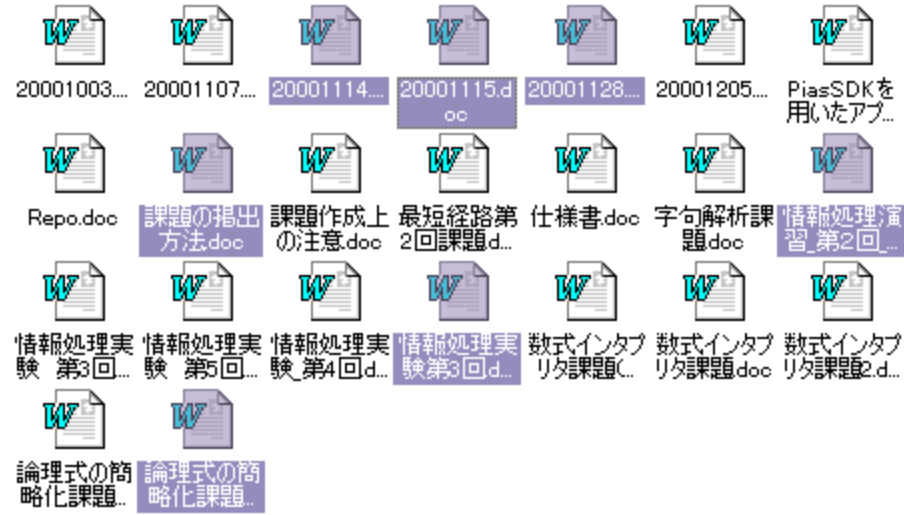 20001003....
20001107....
20001114....
20001115.d
oc
20001128....
20001205....
PiasSDKを
用いたアプ...
Repo.doc
課題の提出
方法.doc
課題作成上
の注意.doc
最短経路第
2回課題.d...
仕様書.doc
字句解析課
題.doc
情報処理演
習_第2回_...
情報処理実
験 第3回...
情報処理実
験 第5回...
情報処理実
験_第4回.d...
情報処理実
験第3回.d...
数式インタプ
リタ課題(...
数式インタプ
リタ課題.doc
数式インタプ
リタ課題2.d...
論理式の簡
略化課題...
論理式の簡
略化課題...